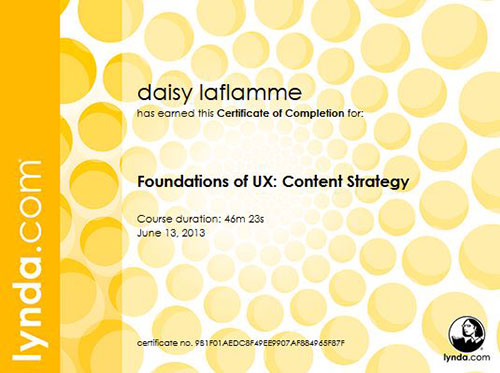 daisy laflamme
has earned this Certificate of Completion for:
Foundations of UX: Content Strategy
Course duration: 46m 23s
June 13, 2013
certificate no. 981F01AEDC8F49EE9907AF884965F87F
lynda.com
lynda.com